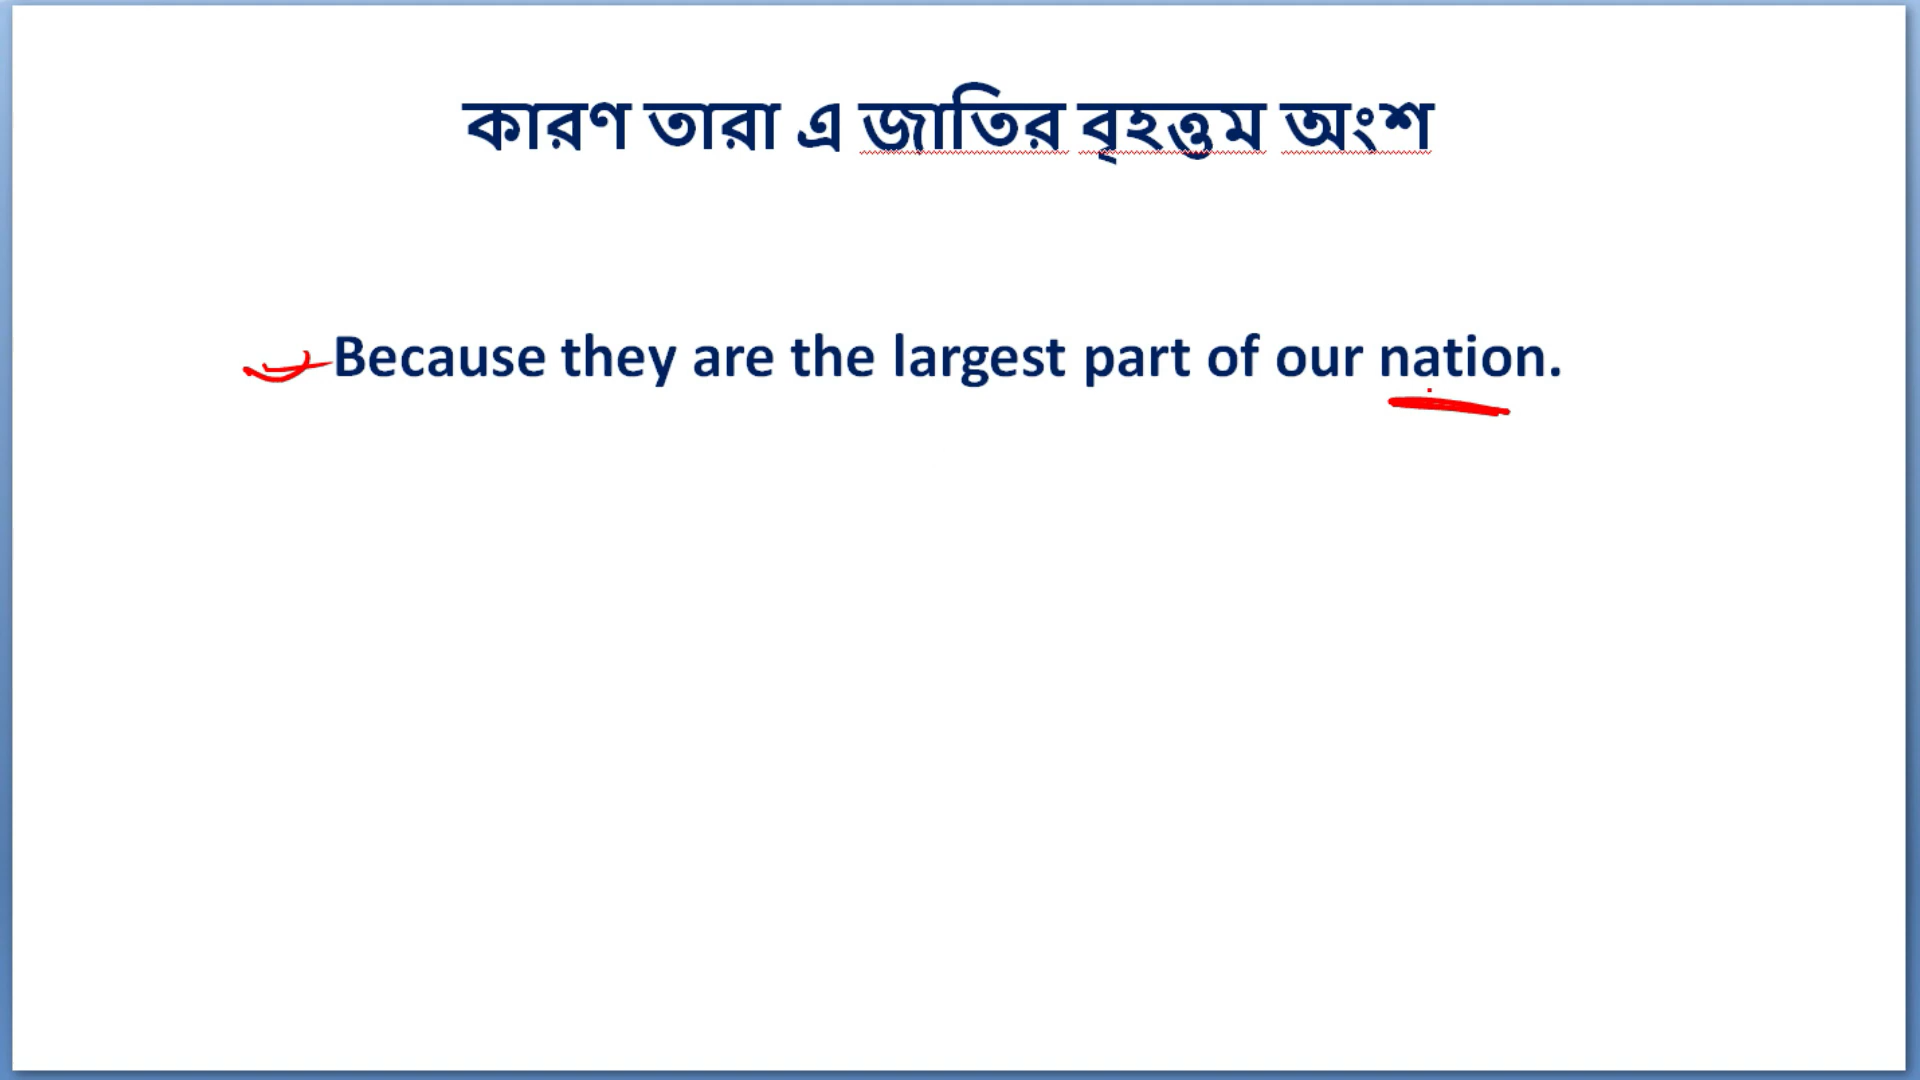 কারণ তারা এ জাতির বৃহত্তম অংশ
Because they are the largest part of our nation.